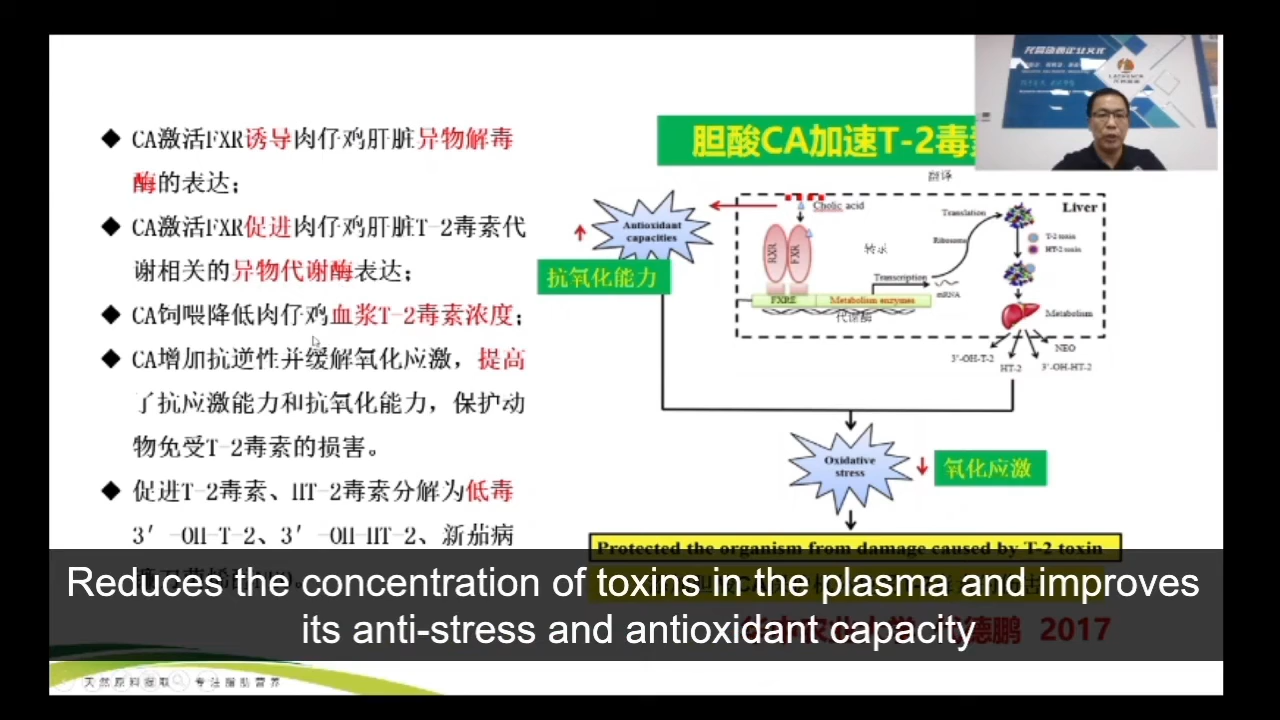 ◆ CA激活FXR诱导肉仔鸡肝脏异物解毒
酶的表达；
◆ CA激活FXR促进肉仔鸡肝脏T-2毒素代
谢相关的异物代谢酶表达；
◆ CA饲喂降低肉仔鸡血浆T-2毒素浓度；
◆ CA增加抗逆性并缓解氧化应激，提高
了抗应激能力和抗氧化能力，保护动
物免受T-2毒素的损害。
◆ 促进T-2毒素、HT-2毒素分解为低毒
3′-OH-T-2、3′-OH-HT-2、新茄病
胆酸CA加速T-2毒
翻译
Cholic acid
Translation
Liver
Antioxidant
capacities
抗氧化能力
RXR
FXR
转录
Ribosome
T-2 toxin
HT-2 toxin
Transcription
mRNA
FXRE
Metabolism enzymes
代谢酶
Metabolism
3'-OH-T-2
HT-2
NEO
3'-OH-HT-2
Oxidative
stress
氧化应激
Protected the organism from damage caused by T-2 toxin
德鹏 2017
Reduces the concentration of toxins in the plasma and improves
its anti-stress and antioxidant capacity
天然原料提取 专注脂肪营养